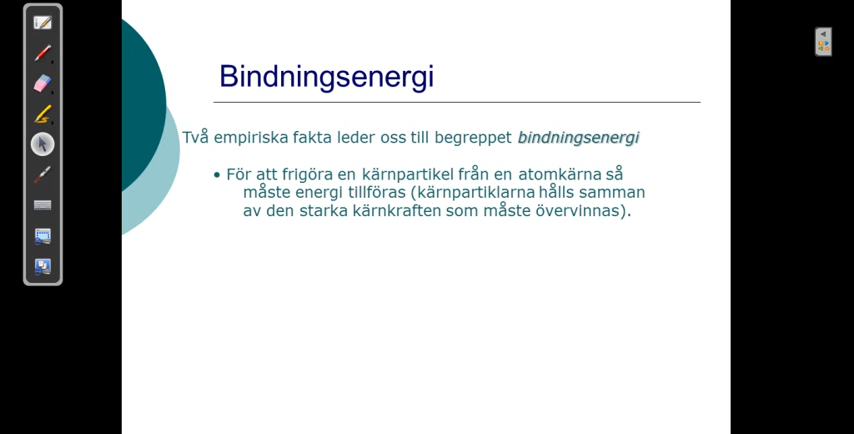 Bindningsenergi
Två empiriska fakta leder oss till begreppet bindningsenergi
• För att frigöra en kärnpartikel från en atomkärna så
måste energi tillföras (kärnpartiklarna hålls samman
av den starka kärnkraften som måste övervinnas).